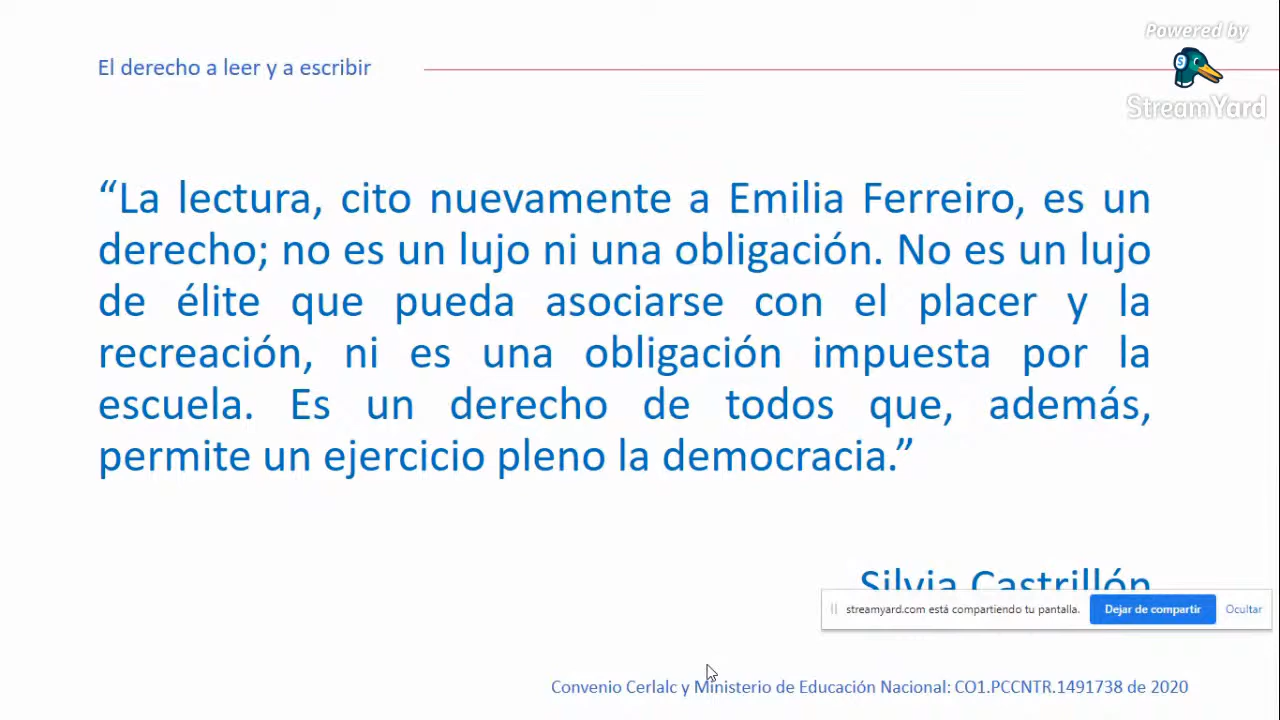 Powered by
El derecho a leer y a escribir
StreamYard
“La lectura, cito nuevamente a Emilia Ferreiro, es un
derecho; no es un lujo ni una obligación. No es un lujo
de élite que pueda asociarse con el placer y la
recreación, ni es una obligación impuesta por la
escuela. Es un derecho de todos que, además,
permite un ejercicio pleno la democracia.”
Silvia Castrillón
streamyard.com está compartiendo tu pantalla. Dejar de compartir Ocultar
Convenio Cerlalc y Ministerio de Educación Nacional: CO1.PCCNTR.1491738 de 2020